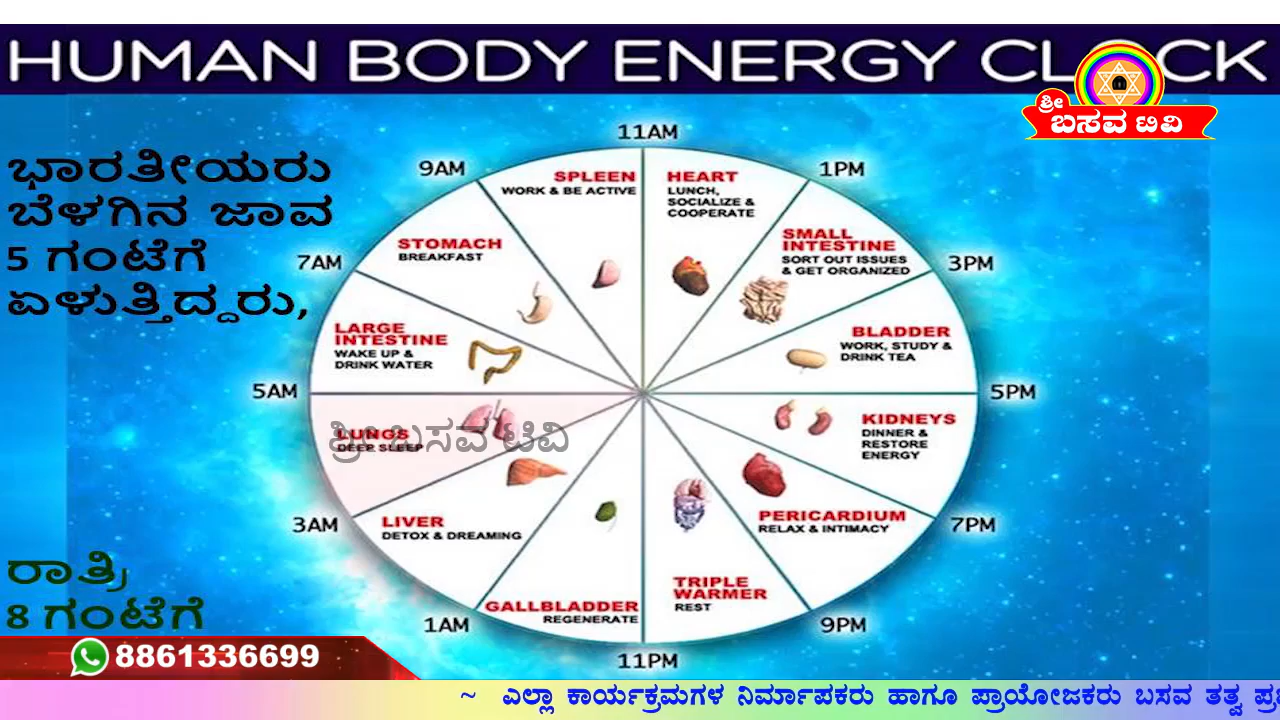 HUMAN BODY ENERGY CLOCK
ಶ್ರೀ
ಬಸವ ಟಿವಿ
ಭಾರತೀಯರು
ಬೆಳಗಿನ ಜಾವ
5 ಗಂಟೆಗೆ
ಏಳುತ್ತಿದ್ದರು,
11AM
SPLEEN
WORK & BE ACTIVE
HEART
LUNCH,
SOCIALIZE &
COOPERATE
1PM
SMALL
INTESTINE
SORT OUT ISSUES
& GET ORGANIZED
3PM
BLADDER
WORK, STUDY &
DRINK TEA
5PM
KIDNEYS
DINNER &
RESTORE
ENERGY
7PM
PERICARDIUM
RELAX & INTIMACY
9PM
TRIPLE
WARMER
REST
11PM
GALLBLADDER
REGENERATE
1AM
LIVER
DETOX & DREAMING
3AM
LUNGS
DEEP SLEEP
ಶ್ರೀ ಬಸವ ಟಿವಿ
5AM
LARGE
INTESTINE
WAKE UP &
DRINK WATER
7AM
STOMACH
BREAKFAST
9AM
ರಾತ್ರಿ
8 ಗಂಟೆಗೆ
8861336699
~ ಎಲ್ಲಾ ಕಾರ್ಯಕ್ರಮಗಳ ನಿರ್ಮಾಪಕರು ಹಾಗೂ ಪ್ರಾಯೋಜಕರು ಬಸವ ತತ್ವ